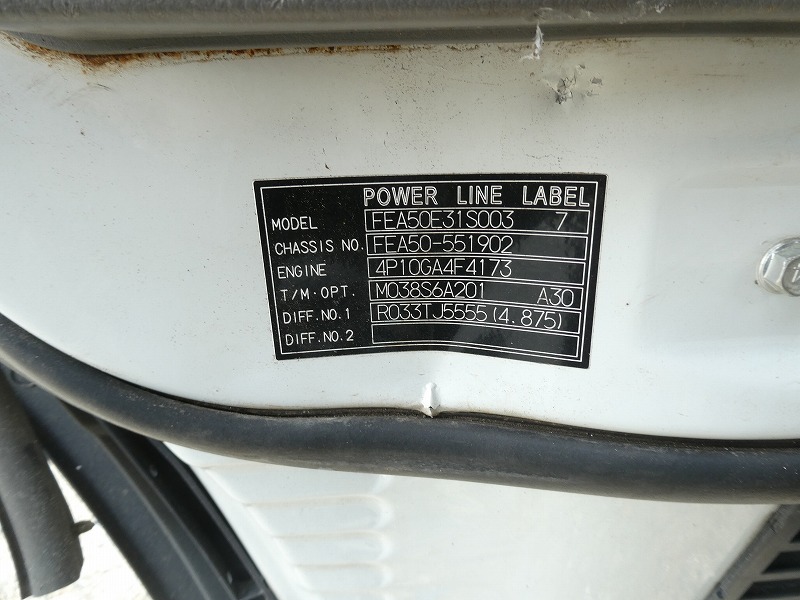 POWER LINE LABEL
MODEL FEA50E31S003 7
CHASSIS NO. FEA50-551902
ENGINE 4P10GA4F4173
T/M·OPT. M038S6A201 A30
DIFF.NO.1 R033TJ5555(4.875)
DIFF.NO.2